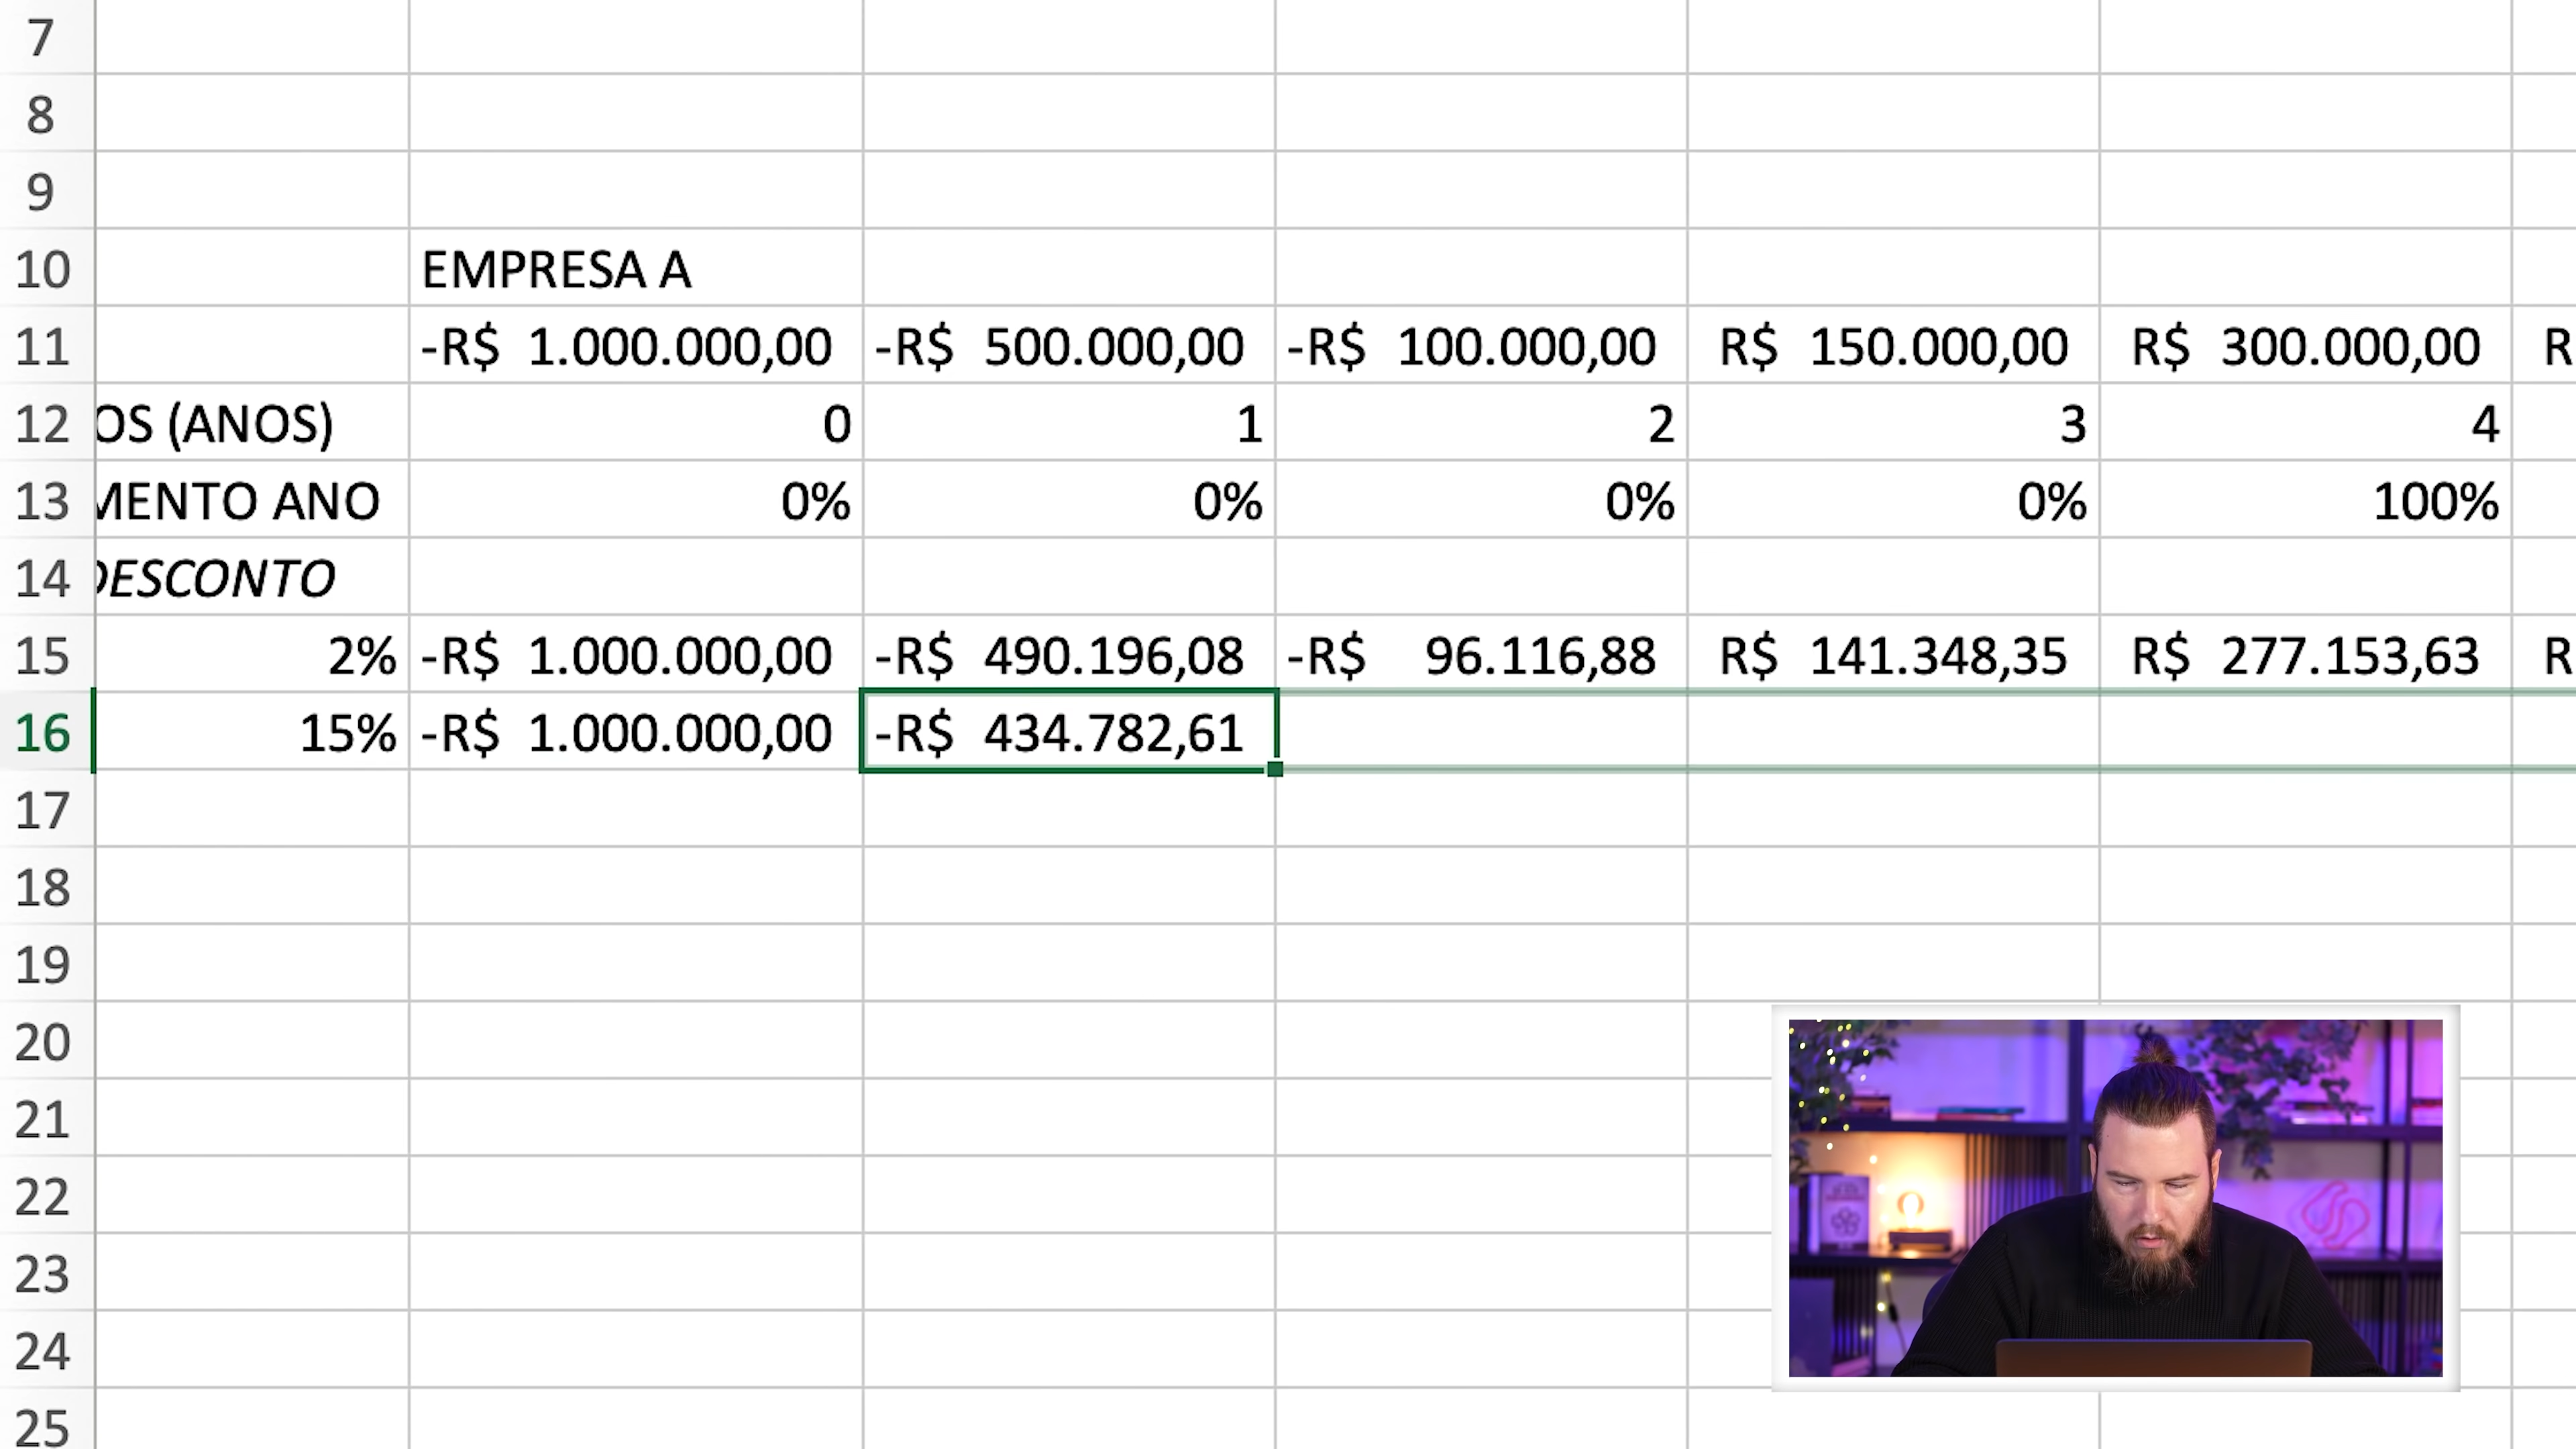 7
8
9
10 EMPRESA A
11 -R$ 1.000.000,00 -R$ 500.000,00 -R$ 100.000,00 R$ 150.000,00 R$ 300.000,00 R
12 OS (ANOS) 0 1 2 3 4
13 MENTO ANO 0% 0% 0% 0% 100%
14 DESCONTO
15 2% -R$ 1.000.000,00 -R$ 490.196,08 -R$ 96.116,88 R$ 141.348,35 R$ 277.153,63 R
16 15% -R$ 1.000.000,00 -R$ 434.782,61
17
18
19
20
21
22
23
24
25